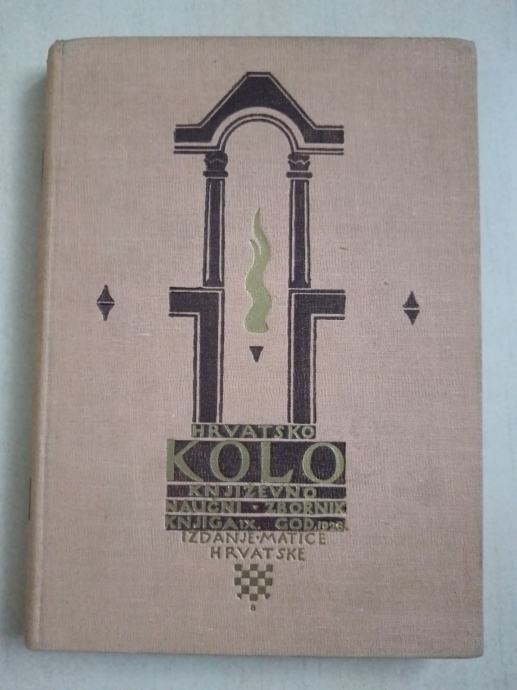 HRVATSKO
KOLO
KNJIŽEVNO
NAUČNI • ZBORNIK
KNJIGA IX. GOD. 1928.
IZDANJE • MATICE
HRVATSKE